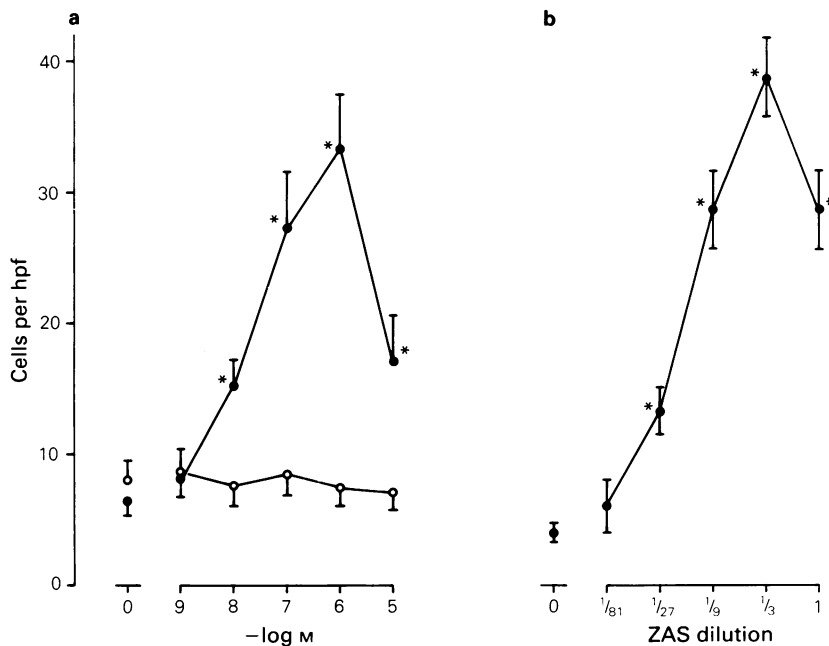 a
b
40
30
20
10
0
Cells per hpf
* * * *
* * * *
0 9 8 7 6 5
−log M
0 1/81 1/27 1/9 1/3 1
ZAS dilution